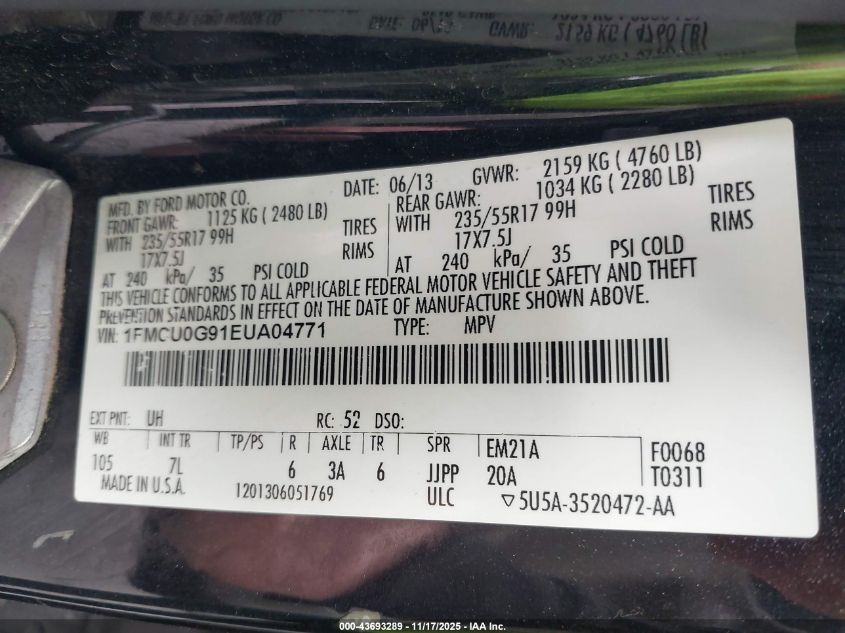 MFD. BY FORD MOTOR CO. DATE: 06/13 GVWR: 2159 KG ( 4760 LB)
FRONT GAWR: 1125 KG ( 2480 LB) REAR GAWR: 1034 KG ( 2280 LB)
WITH 235/55R17 99H TIRES WITH 235/55R17 99H TIRES
17X7.5J RIMS 17X7.5J RIMS
AT 240 kPa/ 35 PSI COLD AT 240 kPa/ 35 PSI COLD
THIS VEHICLE CONFORMS TO ALL APPLICABLE FEDERAL MOTOR VEHICLE SAFETY AND THEFT
PREVENTION STANDARDS IN EFFECT ON THE DATE OF MANUFACTURE SHOWN ABOVE.
VIN: 1FMCU0G91EUA04771 TYPE: MPV
EXT PNT: UH RC: 52 DSO:
WB INT TR TP/PS R AXLE TR SPR EM21A F0068
105 7L 6 3A 6 JJPP 20A T0311
MADE IN U.S.A. 1201306051769 ULC ▽5U5A-3520472-AA
000-43693289 - 11/17/2025 - IAA Inc.